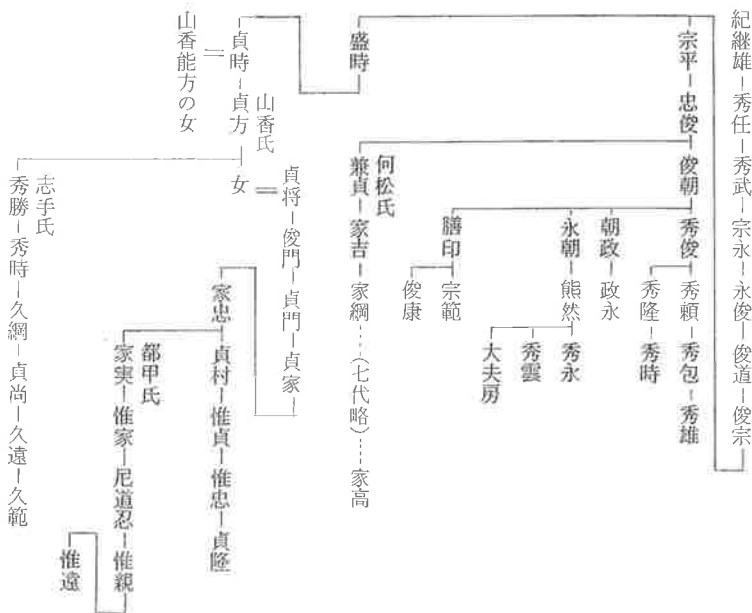 紀継雄―秀任―秀武―宗永―永俊―俊道―俊宗
宗平―忠俊―俊朝―秀俊―秀頼―秀包―秀雄
秀隆―秀時
朝政―政永
永朝―熊然―秀永
秀雲
大夫房
膳印―宗範
俊康
何松氏
兼貞―家吉―家綱……(七代略)……家高
盛時
山香氏
貞時―貞方―女
山香能方の女
貞将―俊門―貞門―貞家
家忠―貞村―惟貞―惟忠―貞隆
都甲氏
家実―惟家―尼道忍―惟親
惟遠
志手氏
秀勝―秀時―久綱―貞尚―久遠―久範